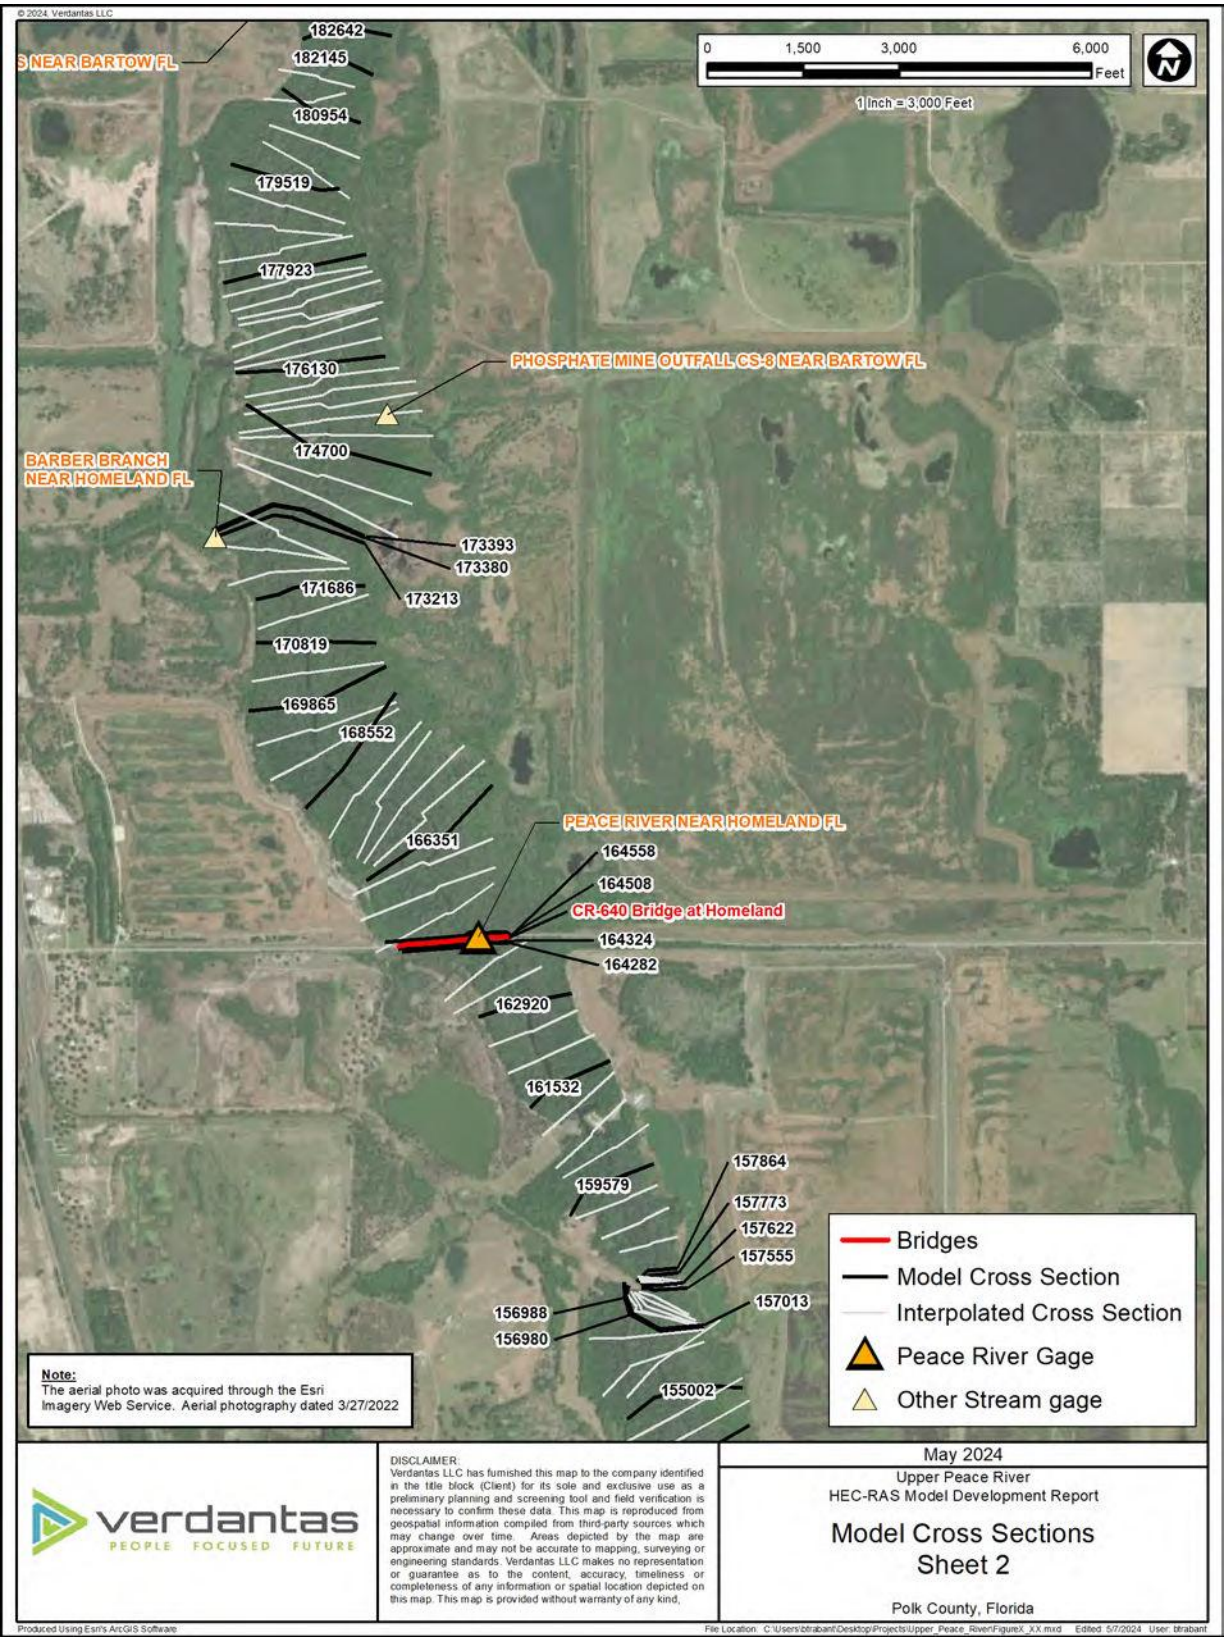 © 2024, Verdantas LLC
182642
S NEAR BARTOW FL
182145
180954
0 1,500 3,000 6,000
Feet
N
1 Inch = 3,000 Feet
179519
177923
176130
PHOSPHATE MINE OUTFALL CS-8 NEAR BARTOW FL
174700
BARBER BRANCH
NEAR HOMELAND FL
173393
173380
173213
171686
170819
169865
168552
166351
PEACE RIVER NEAR HOMELAND FL
164558
164508
CR-640 Bridge at Homeland
164324
164282
162920
161532
159579
157864
157773
157622
157555
157013
156988
156980
155002
Bridges
Model Cross Section
Interpolated Cross Section
Peace River Gage
Other Stream gage
Note:
The aerial photo was acquired through the Esri
Imagery Web Service. Aerial photography dated 3/27/2022
verdantas
PEOPLE FOCUSED FUTURE
DISCLAIMER:
Verdantas LLC has furnished this map to the company identified
in the title block (Client) for its sole and exclusive use as a
preliminary planning and screening tool and field verification is
necessary to confirm these data. This map is reproduced from
geospatial information compiled from third-party sources which
may change over time. Areas depicted by the map are
approximate and may not be accurate to mapping, surveying or
engineering standards. Verdantas LLC makes no representation
or guarantee as to the content, accuracy, timeliness or
completeness of any information or spatial location depicted on
this map. This map is provided without warranty of any kind,
May 2024
Upper Peace River
HEC-RAS Model Development Report
Model Cross Sections
Sheet 2
Polk County, Florida
Produced Using Esri's ArcGIS Software
File Location: C:\Users\btrabant\Desktop\Projects\Upper_Peace_River\FigureX_XX.mxd Edited: 5/7/2024 User: btrabant